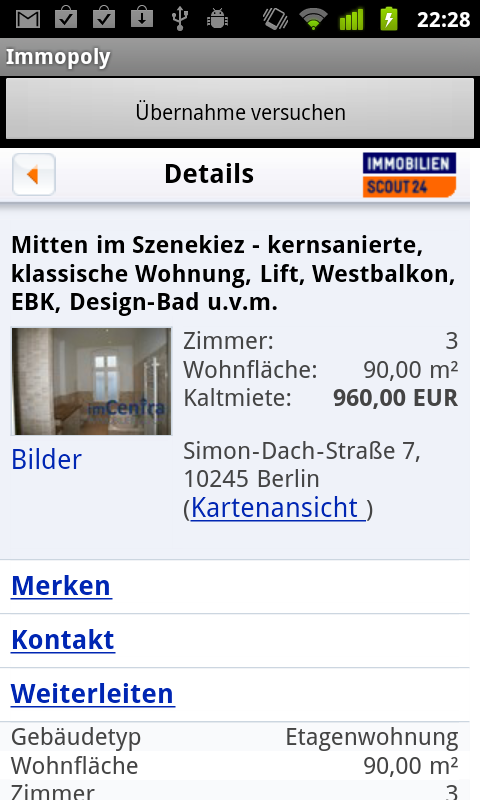 22:28
Immopoly
Übernahme versuchen
Details
IMMOBILIEN
SCOUT24
Mitten im Szenekiez - kernsanierte,
klassische Wohnung, Lift, Westbalkon,
EBK, Design-Bad u.v.m.
Zimmer: 3
Wohnfläche: 90,00 m²
Kaltmiete: 960,00 EUR
imCentra
Bilder
Simon-Dach-Straße 7,
10245 Berlin
(Kartenansicht )
Merken
Kontakt
Weiterleiten
Gebäudetyp Etagenwohnung
Wohnfläche 90,00 m²
Zimmer 3